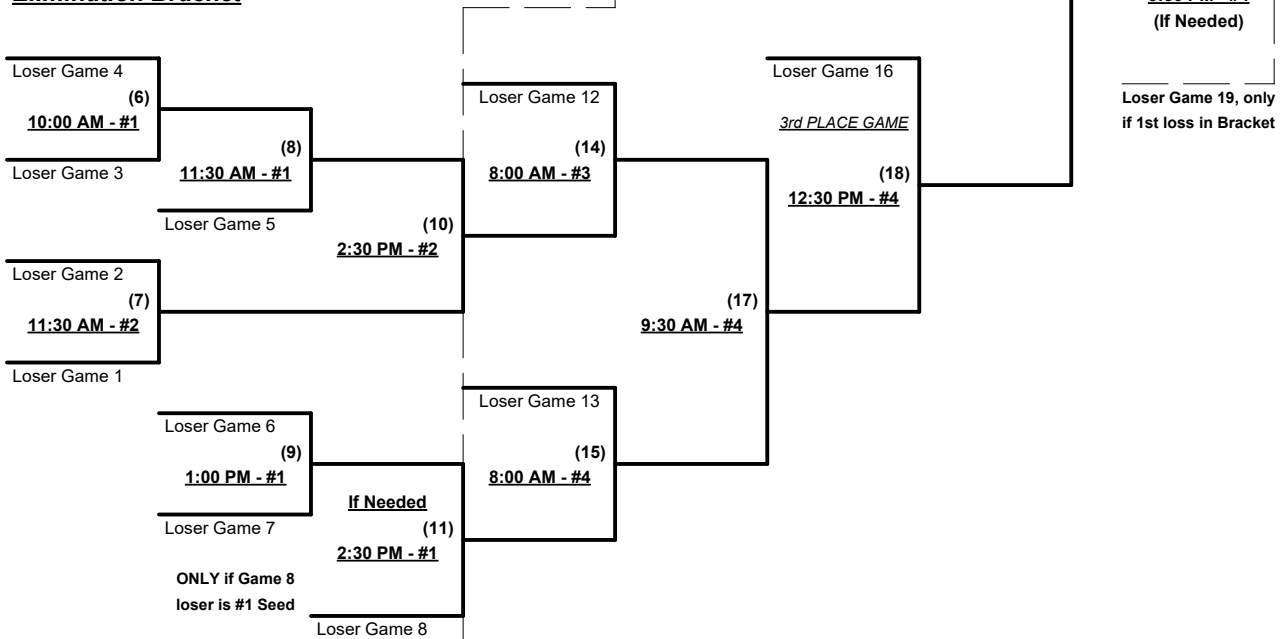 Elimination Bracket
(If Needed)
Loser Game 19, only
if 1st loss in Bracket
Loser Game 4
(6)
10:00 AM - #1
Loser Game 3
(8)
11:30 AM - #1
Loser Game 5
Loser Game 2
(7)
11:30 AM - #2
Loser Game 1
(10)
2:30 PM - #2
Loser Game 12
(14)
8:00 AM - #3
Loser Game 16
3rd PLACE GAME
(18)
12:30 PM - #4
(17)
9:30 AM - #4
Loser Game 6
(9)
1:00 PM - #1
Loser Game 7
Loser Game 13
(15)
8:00 AM - #4
If Needed
(11)
2:30 PM - #1
ONLY if Game 8
loser is #1 Seed
Loser Game 8